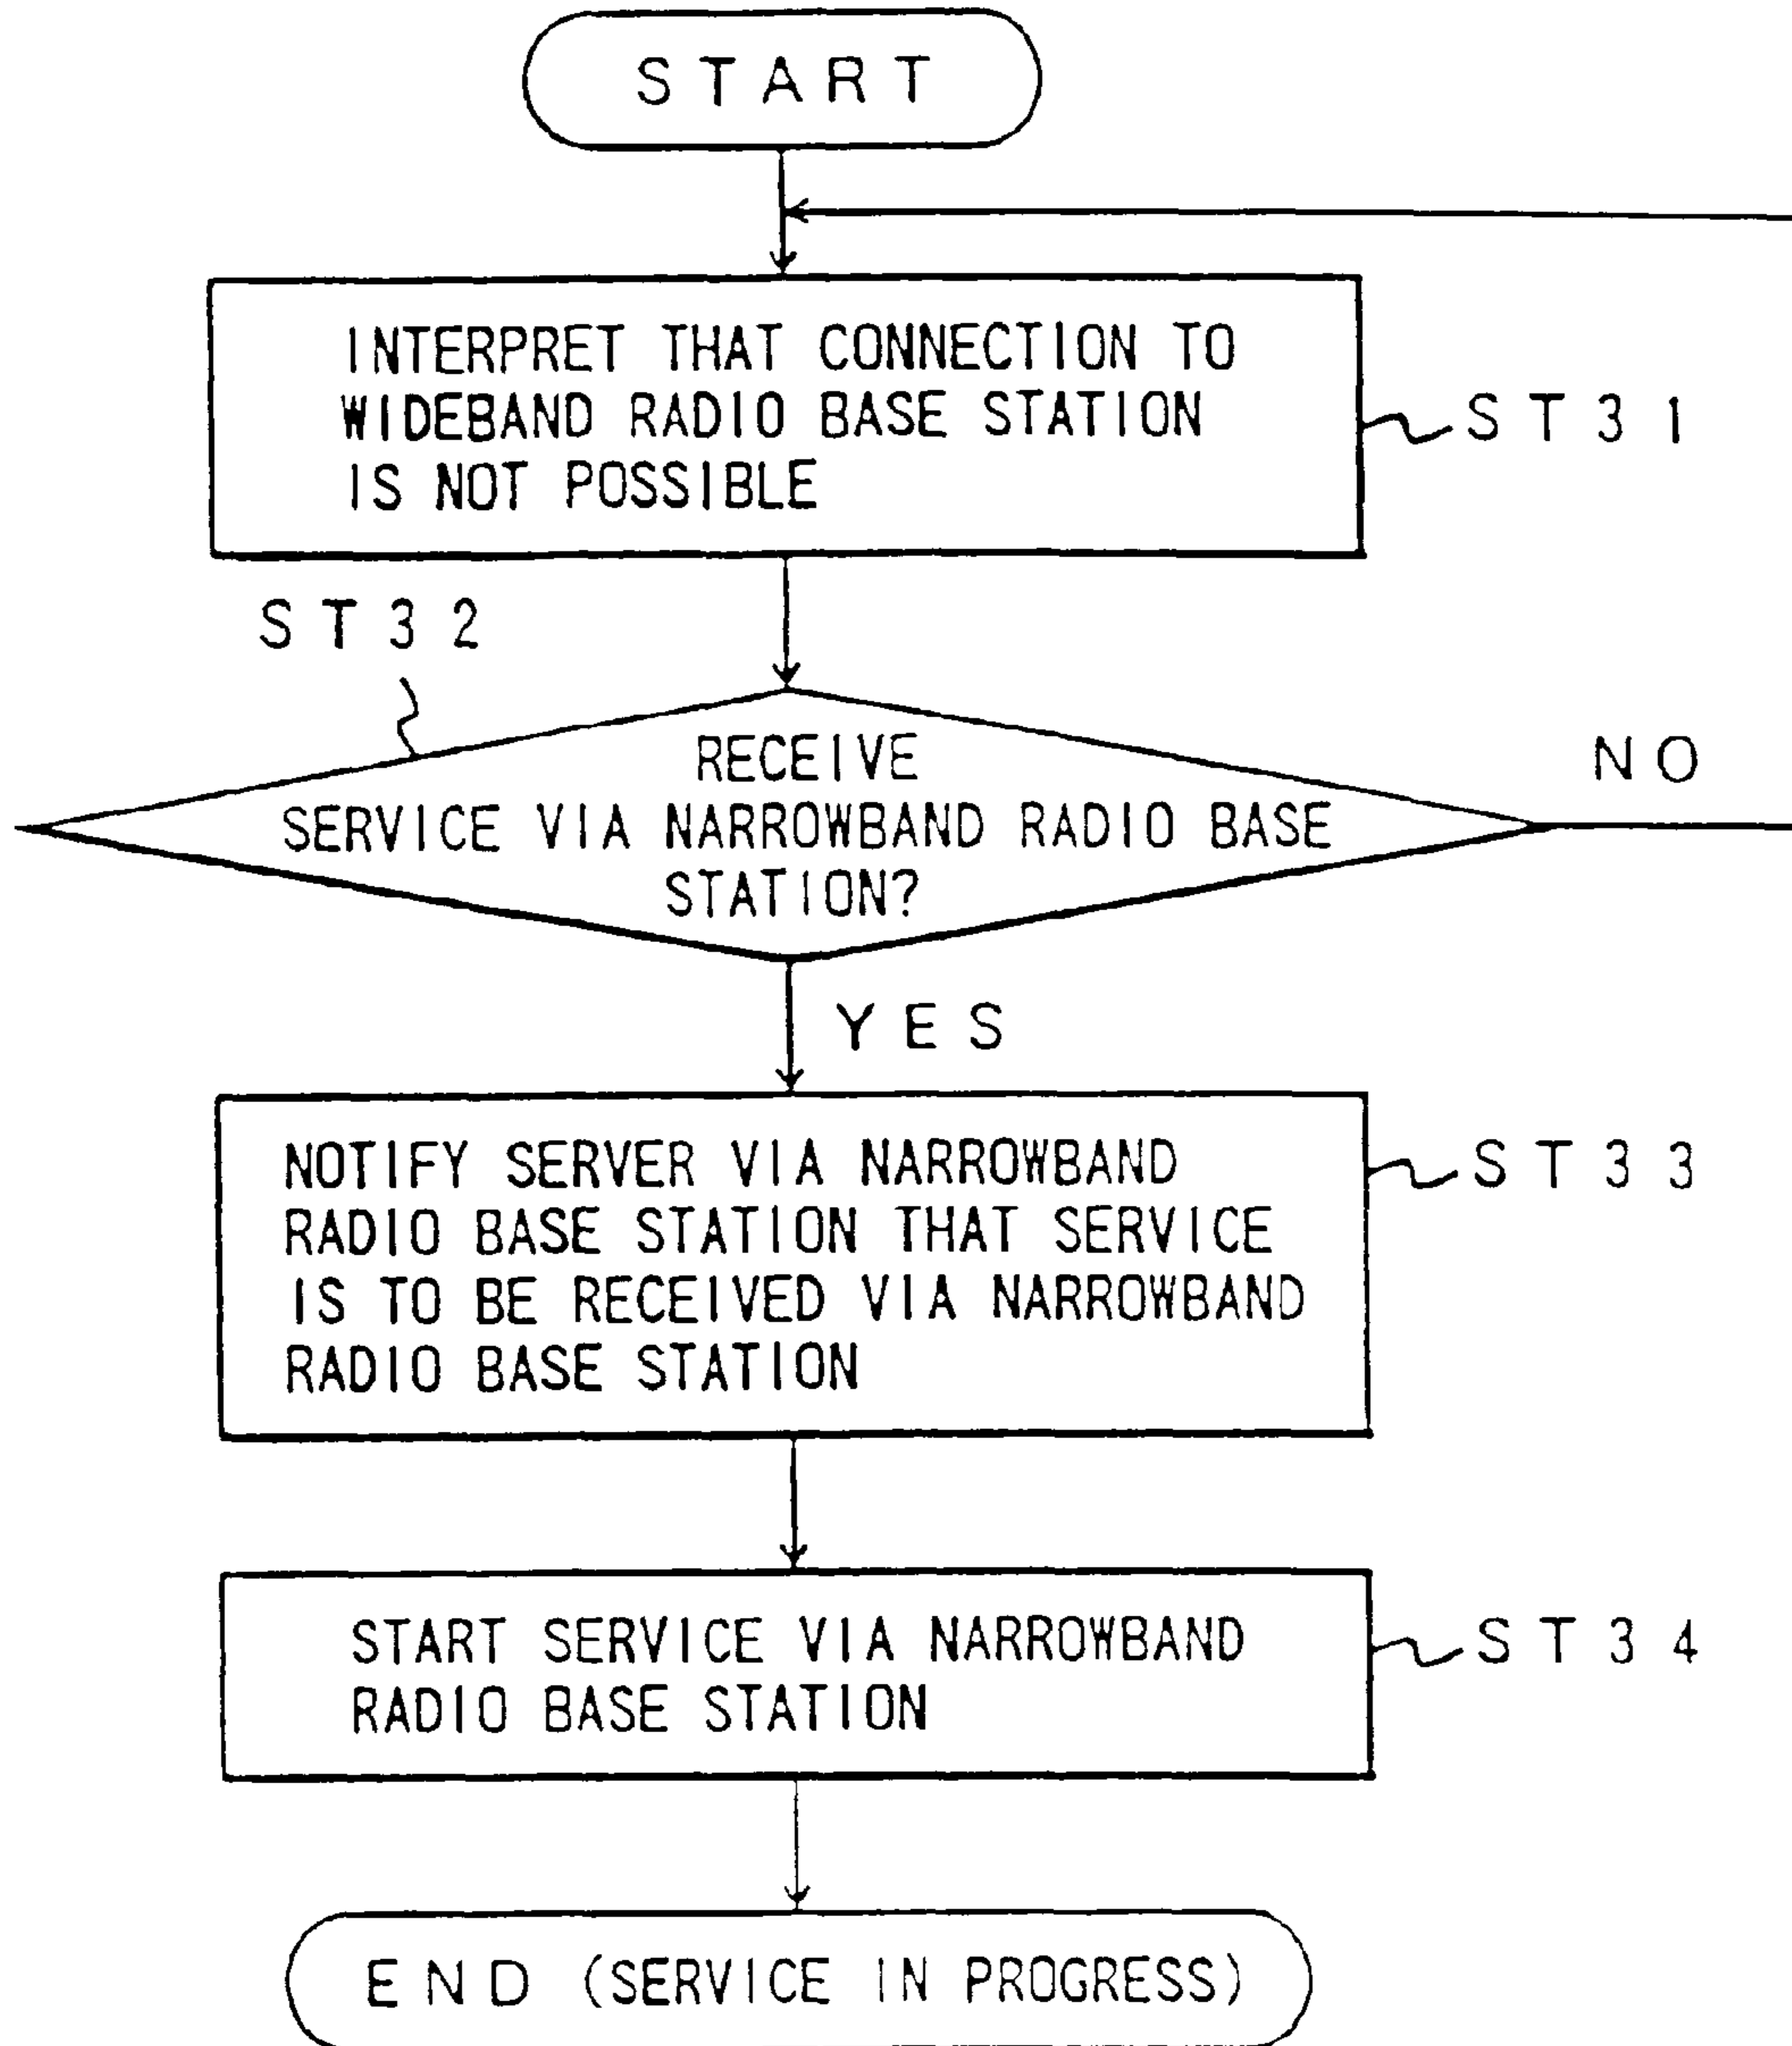 START
INTERPRET THAT CONNECTION TO
WIDEBAND RADIO BASE STATION
IS NOT POSSIBLE
ST31
ST32
RECEIVE
SERVICE VIA NARROWBAND RADIO BASE
STATION?
NO
YES
NOTIFY SERVER VIA NARROWBAND
RADIO BASE STATION THAT SERVICE
IS TO BE RECEIVED VIA NARROWBAND
RADIO BASE STATION
ST33
START SERVICE VIA NARROWBAND
RADIO BASE STATION
ST34
END (SERVICE IN PROGRESS)